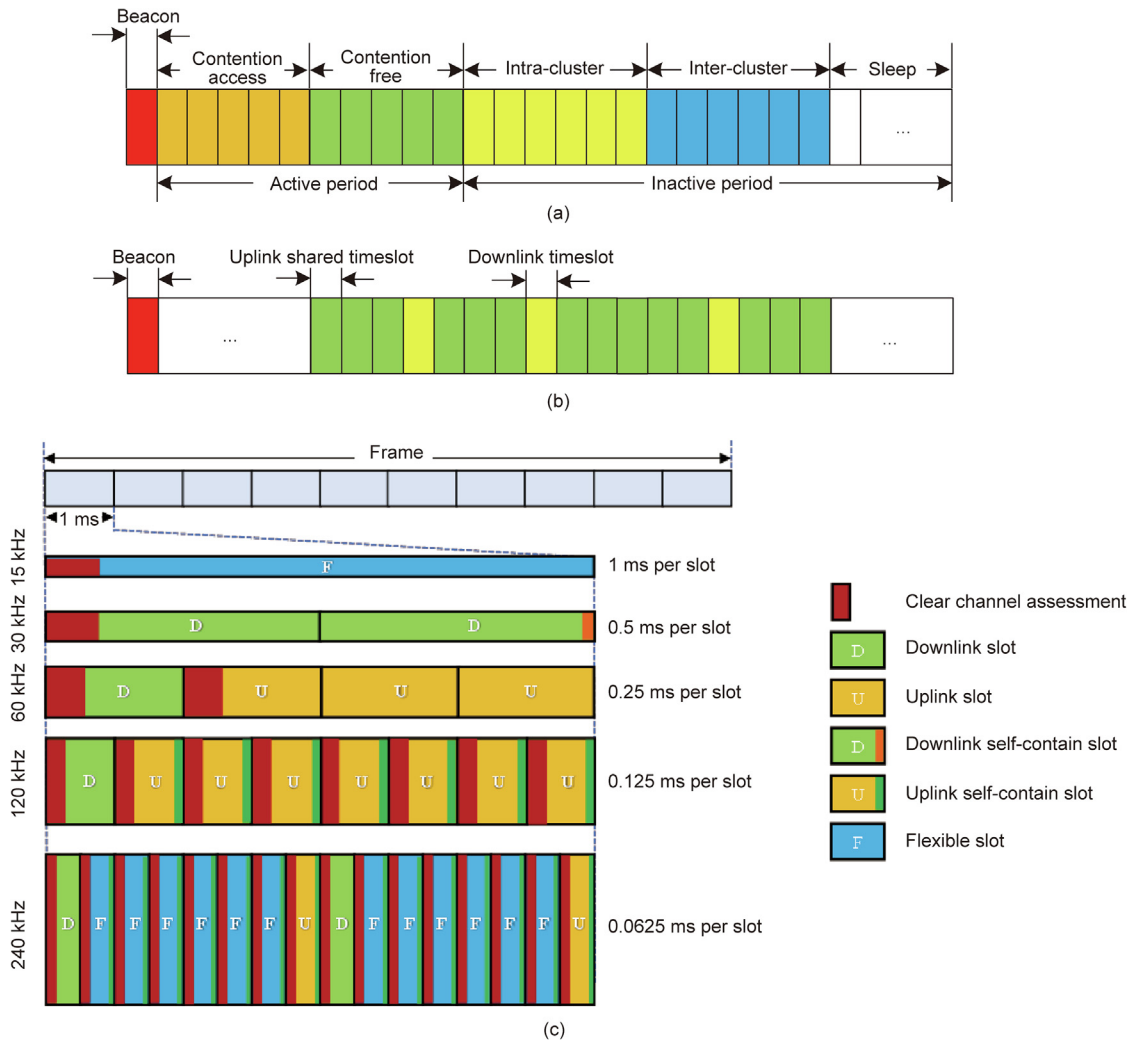 Beacon
Contention
access
Contention
free
Intra-cluster
Inter-cluster
Sleep
...
Active period
Inactive period
(a)
Beacon
Uplink shared timeslot
Downlink timeslot
...
...
(b)
Frame
1 ms
15 kHz
F
1 ms per slot
30 kHz
D D
0.5 ms per slot
60 kHz
D U U U
0.25 ms per slot
120 kHz
D U U U U U U U
0.125 ms per slot
240 kHz
D F F F F F F U D F F F F F F U
0.0625 ms per slot
Clear channel assessment
D Downlink slot
U Uplink slot
D Downlink self-contain slot
U Uplink self-contain slot
F Flexible slot
(c)